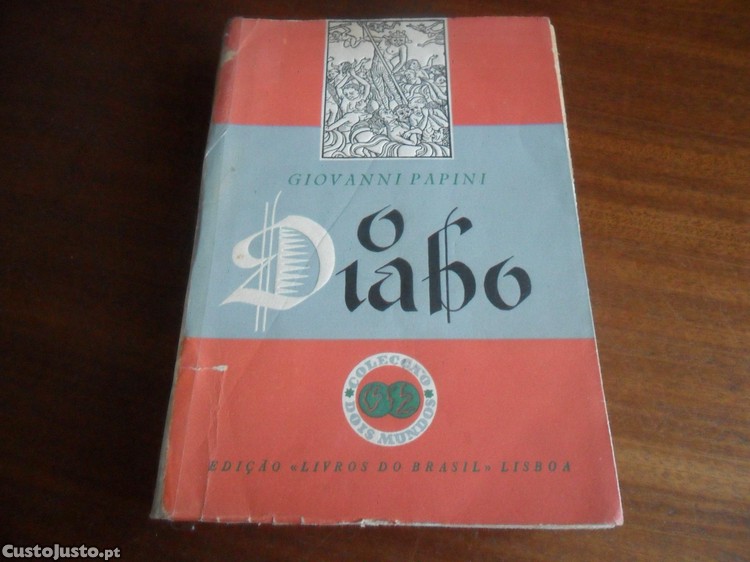 GIOVANNI PAPINI
O
Diabo
COLECÇÃO
DOIS MUNDOS
EDIÇÃO «LIVROS DO BRASIL» LISBOA
CustoJusto.pt